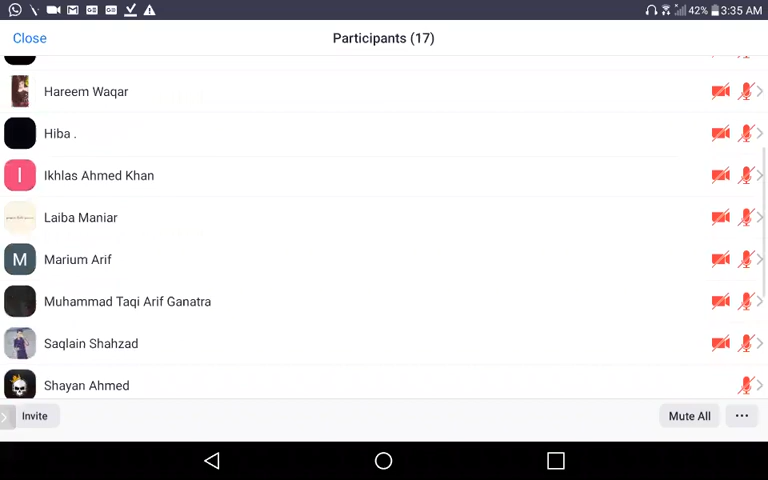 42% 3:35 AM
Close
Participants (17)
Hareem Waqar
Hiba .
I Ikhlas Ahmed Khan
Laiba Maniar
M Marium Arif
Muhammad Taqi Arif Ganatra
Saqlain Shahzad
Shayan Ahmed
Invite
Mute All
...